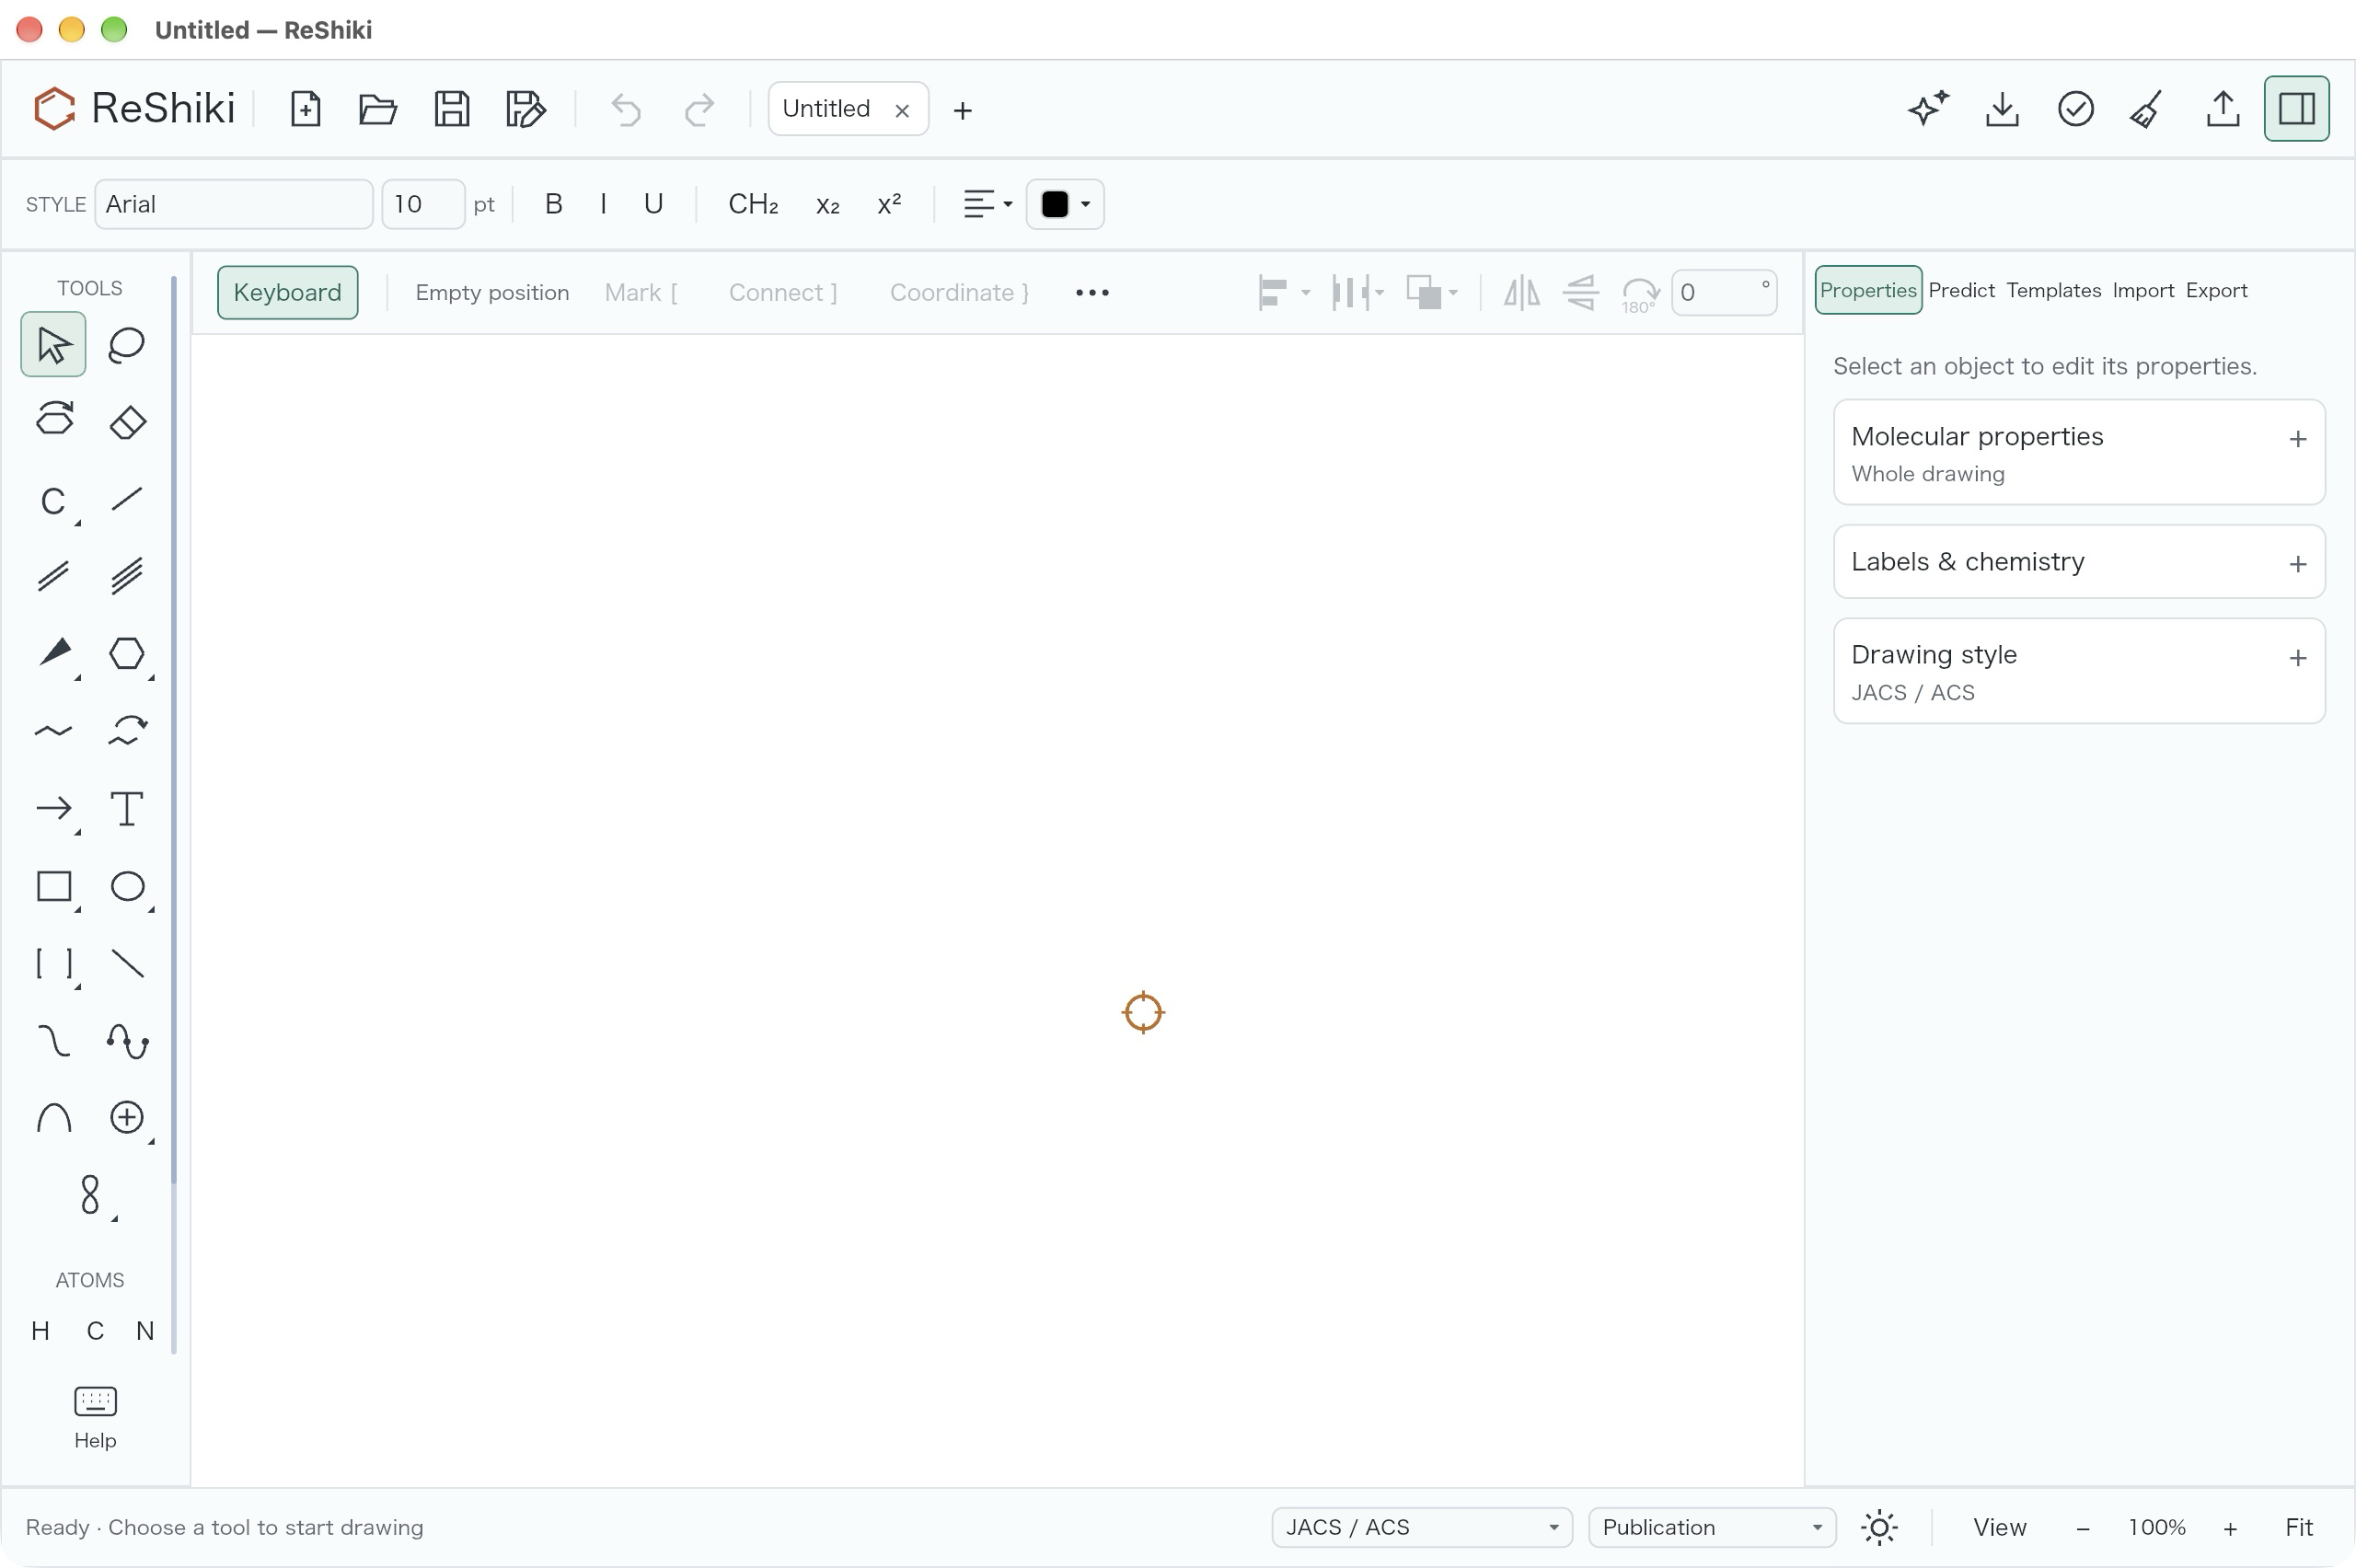 Untitled — ReShiki
ReShiki
Untitled × +
STYLE Arial 10 pt B I U CH₂ x₂ x²
TOOLS
Keyboard Empty position Mark [ Connect ] Coordinate } ••• 180° 0 °
Properties Predict Templates Import Export
Select an object to edit its properties.
Molecular properties +
Whole drawing
Labels & chemistry +
Drawing style +
JACS / ACS
C
T
[ ]
ATOMS
H C N
Help
Ready · Choose a tool to start drawing
JACS / ACS Publication View − 100% + Fit